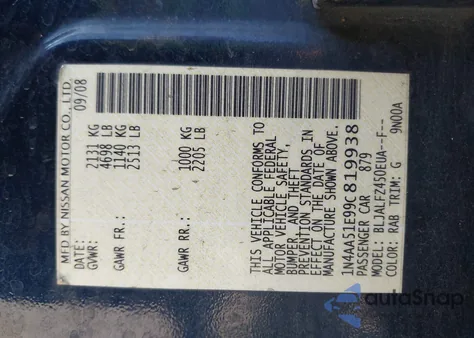 MFD BY NISSAN MOTOR CO., LTD
DATE: 09/08
GVWR: 2131 KG
4698 LB
GAWR FR: 1140 KG
2513 LB
GAWR RR: 1000 KG
2205 LB
THIS VEHICLE CONFORMS TO
ALL APPLICABLE FEDERAL
MOTOR VEHICLE SAFETY,
BUMPER, AND THEFT
PREVENTION STANDARDS IN
EFFECT ON THE DATE OF
MANUFACTURE SHOWN ABOVE.
1N4AA51E99C819938
PASSENGER CAR 879
MODEL: BLJALFZ450EUA--F--
COLOR: RAB TRIM: G 9N00A
autoSnap